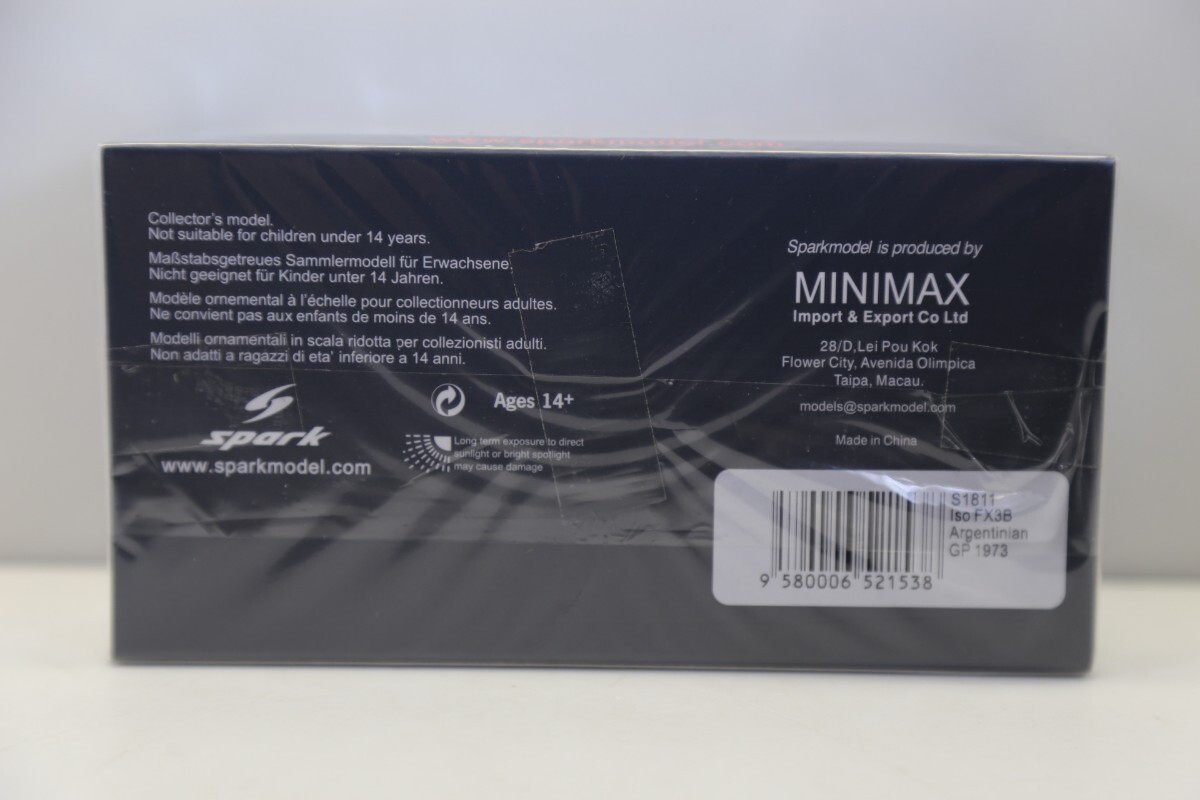 www.sparkmodel.com
Collector's model.
Not suitable for children under 14 years.
Maßstabsgetreues Sammlermodell für Erwachsene.
Nicht geeignet für Kinder unter 14 Jahren.
Modèle ornemental à l'échelle pour collectionneurs adultes.
Ne convient pas aux enfants de moins de 14 ans.
Modelli ornamentali in scala ridotta per collezionisti adulti.
Non adatti a ragazzi di eta' inferiore a 14 anni.
spark
www.sparkmodel.com
Ages 14+
Long term exposure to direct
sunlight or bright spotlight
may cause damage
Sparkmodel is produced by
MINIMAX
Import & Export Co Ltd
28/D,Lei Pou Kok
Flower City, Avenida Olimpica
Taipa, Macau.
models@sparkmodel.com
Made in China
S1811
Iso FX3B
Argentinian
GP 1973
9 580006 521538